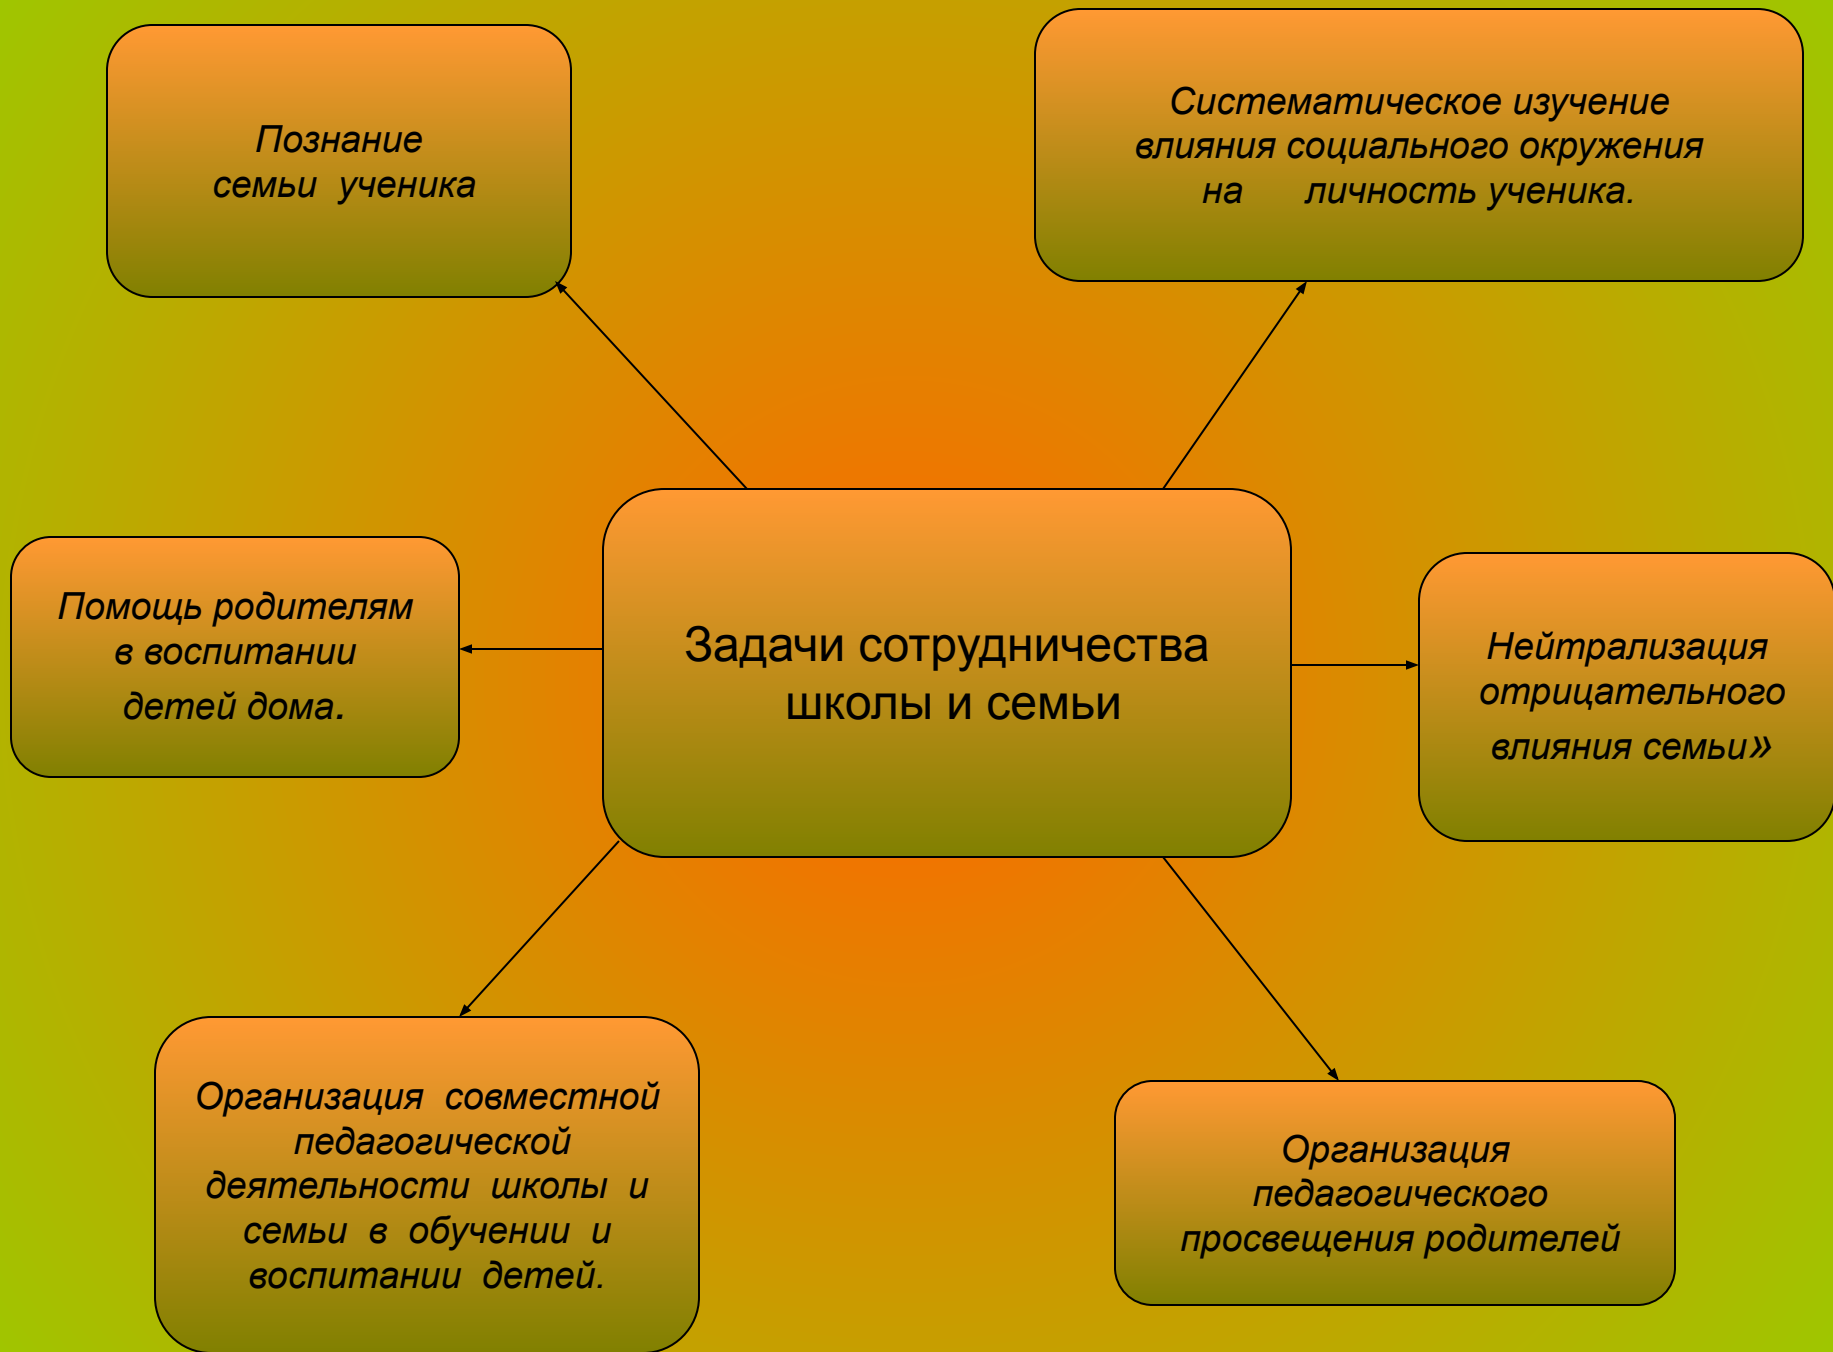 Познание
семьи ученика
Систематическое изучение
влияния социального окружения
на личность ученика.
Помощь родителям
в воспитании
детей дома.
Задачи сотрудничества
школы и семьи
Нейтрализация
отрицательного
влияния семьи»
Организация совместной
педагогической
деятельности школы и
семьи в обучении и
воспитании детей.
Организация
педагогического
просвещения родителей